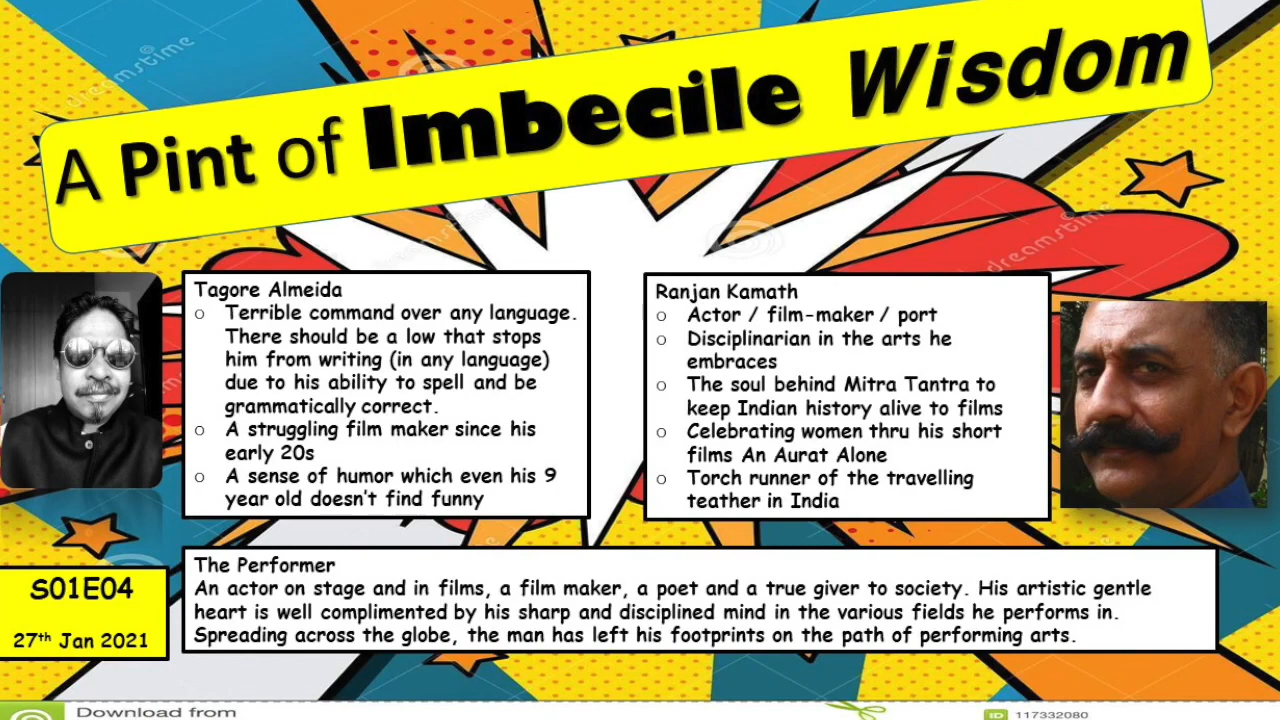 A Pint of Imbecile Wisdom
Tagore Almeida
o Terrible command over any language.
There should be a low that stops
him from writing (in any language)
due to his ability to spell and be
grammatically correct.
o A struggling film maker since his
early 20s
o A sense of humor which even his 9
year old doesn't find funny
Ranjan Kamath
o Actor / film-maker / port
o Disciplinarian in the arts he
embraces
o The soul behind Mitra Tantra to
keep Indian history alive to films
o Celebrating women thru his short
films An Aurat Alone
o Torch runner of the travelling
teather in India
The Performer
An actor on stage and in films, a film maker, a poet and a true giver to society. His artistic gentle
heart is well complimented by his sharp and disciplined mind in the various fields he performs in.
Spreading across the globe, the man has left his footprints on the path of performing arts.
S01E04
27th Jan 2021
Download from
ID 117332080
dreamstime
dreamstime